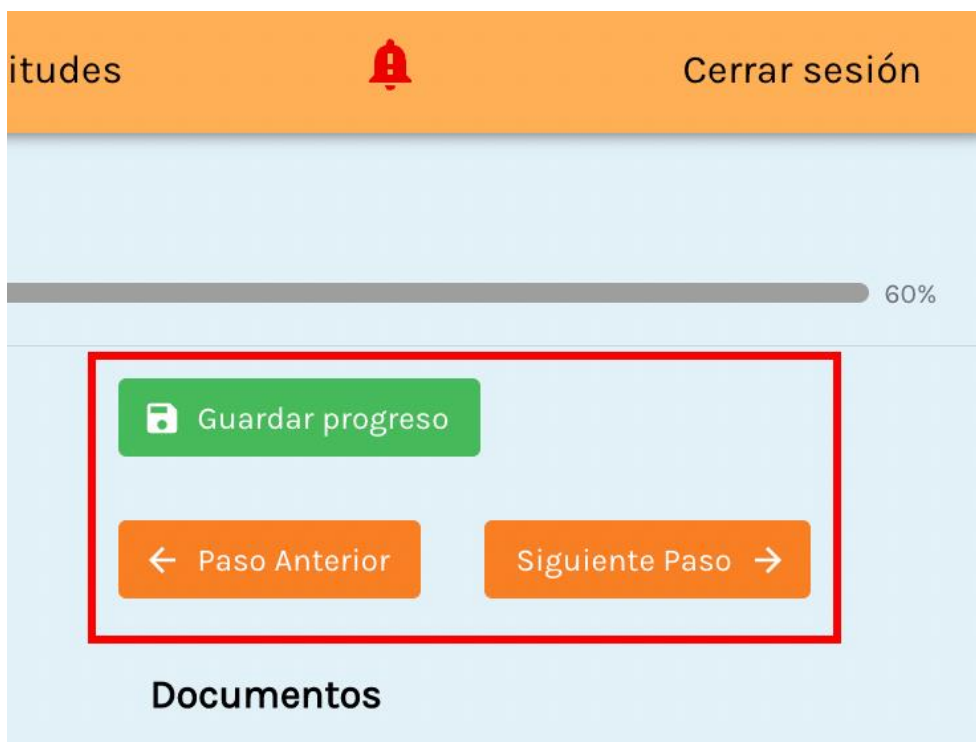 itudes Cerrar sesión
60%
Guardar progreso
Paso Anterior Siguiente Paso
Documentos